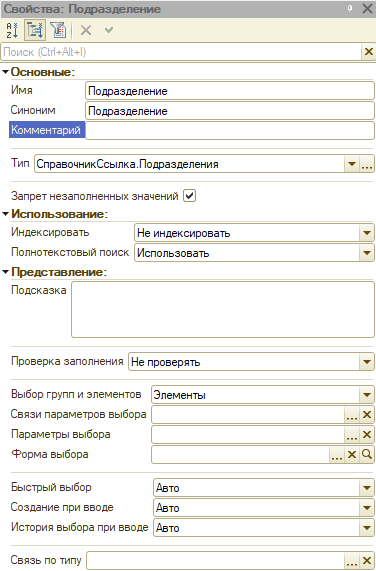 Свойства: Подразделение
Поиск (Ctrl+Alt+I)
Основные:
Имя Подразделение
Синоним Подразделение
Комментарий
Тип СправочникСсылка.Подразделения ...
Запрет незаполненных значений
Использование:
Индексировать Не индексировать
Полнотекстовый поиск Использовать
Представление:
Подсказка
Проверка заполнения Не проверять
Выбор групп и элементов Элементы
Связи параметров выбора ...
Параметры выбора ...
Форма выбора ...
Быстрый выбор Авто
Создание при вводе Авто
История выбора при вводе Авто
Связь по типу ...